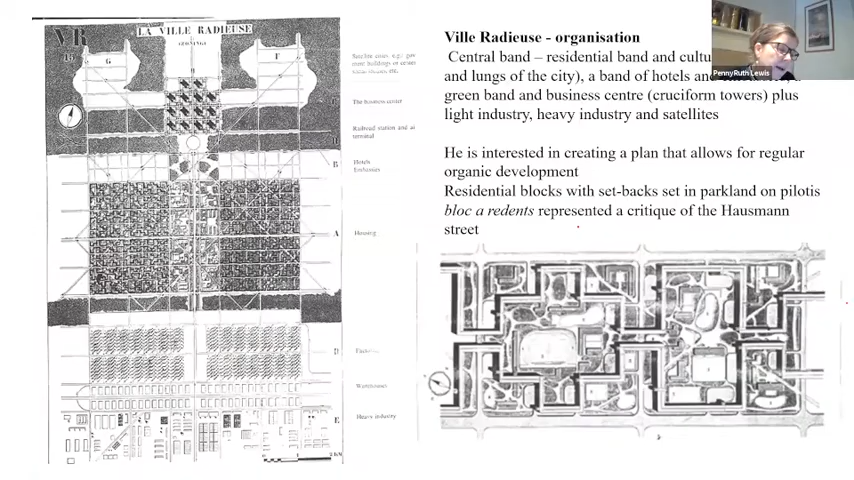 VR
LA VILLE RADIEUSE
G
F
The business center
Railroad station and air
terminal
B
Hotels
Embassies
A
Housing
D
Warehouses
E
Heavy industry
Ville Radieuse - organisation
Central band – residential band and cultu
and lungs of the city), a band of hotels and
green band and business centre (cruciform towers) plus
light industry, heavy industry and satellites
He is interested in creating a plan that allows for regular
organic development
Residential blocks with set-backs set in parkland on pilotis
bloc a redents represented a critique of the Hausmann
street
PennyRuth Lewis